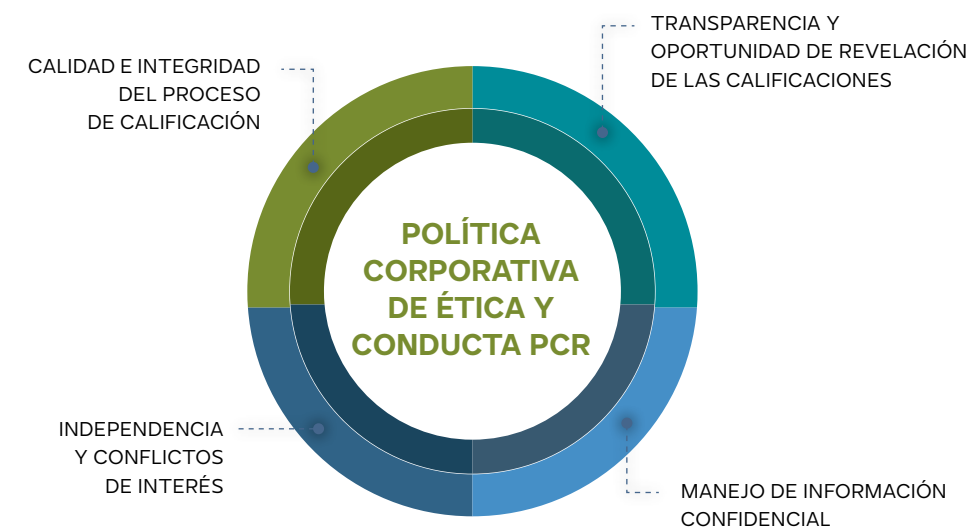 TRANSPARENCIA Y
OPORTUNIDAD DE REVELACIÓN
DE LAS CALIFICACIONES
CALIDAD E INTEGRIDAD
DEL PROCESO
DE CALIFICACIÓN
POLÍTICA
CORPORATIVA
DE ÉTICA Y
CONDUCTA PCR
INDEPENDENCIA
Y CONFLICTOS
DE INTERÉS
MANEJO DE INFORMACIÓN
CONFIDENCIAL